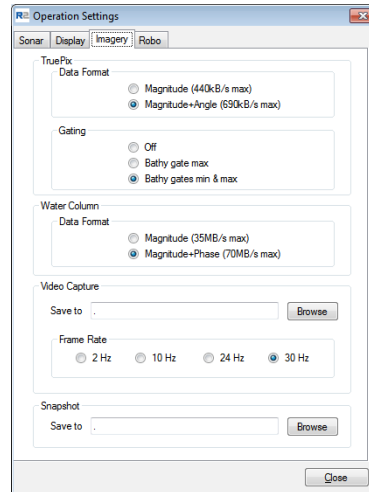 R2 Operation Settings
Sonar Display Imagery Robo
TruePix
Data Format
Magnitude (440kB/s max)
Magnitude+Angle (690kB/s max)
Gating
Off
Bathy gate max
Bathy gates min & max
Water Column
Data Format
Magnitude (35MB/s max)
Magnitude+Phase (70MB/s max)
Video Capture
Save to . Browse
Frame Rate
2 Hz 10 Hz 24 Hz 30 Hz
Snapshot
Save to . Browse
Close